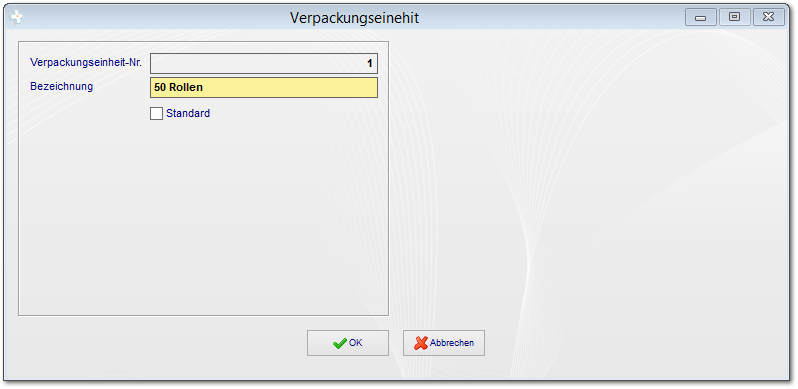 Verpackungseinehit
Verpackungseinheit-Nr. 1
Bezeichnung 50 Rollen
Standard
OK Abbrechen